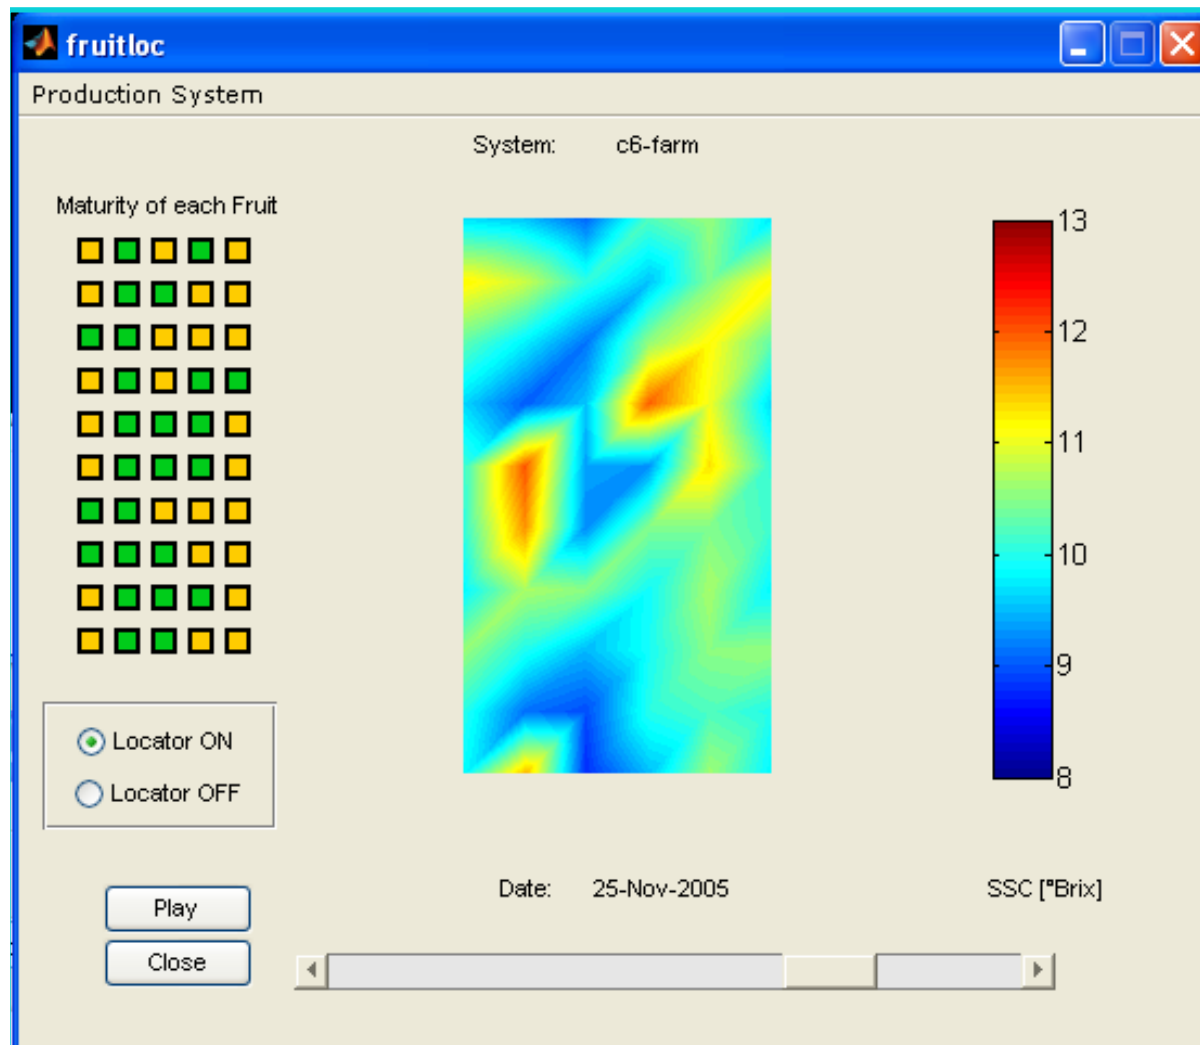 fruitloc
Production System
System: c6-farm
Maturity of each Fruit
13
12
11
10
9
8
Locator ON
Locator OFF
Play
Close
Date: 25-Nov-2005
SSC [°Brix]